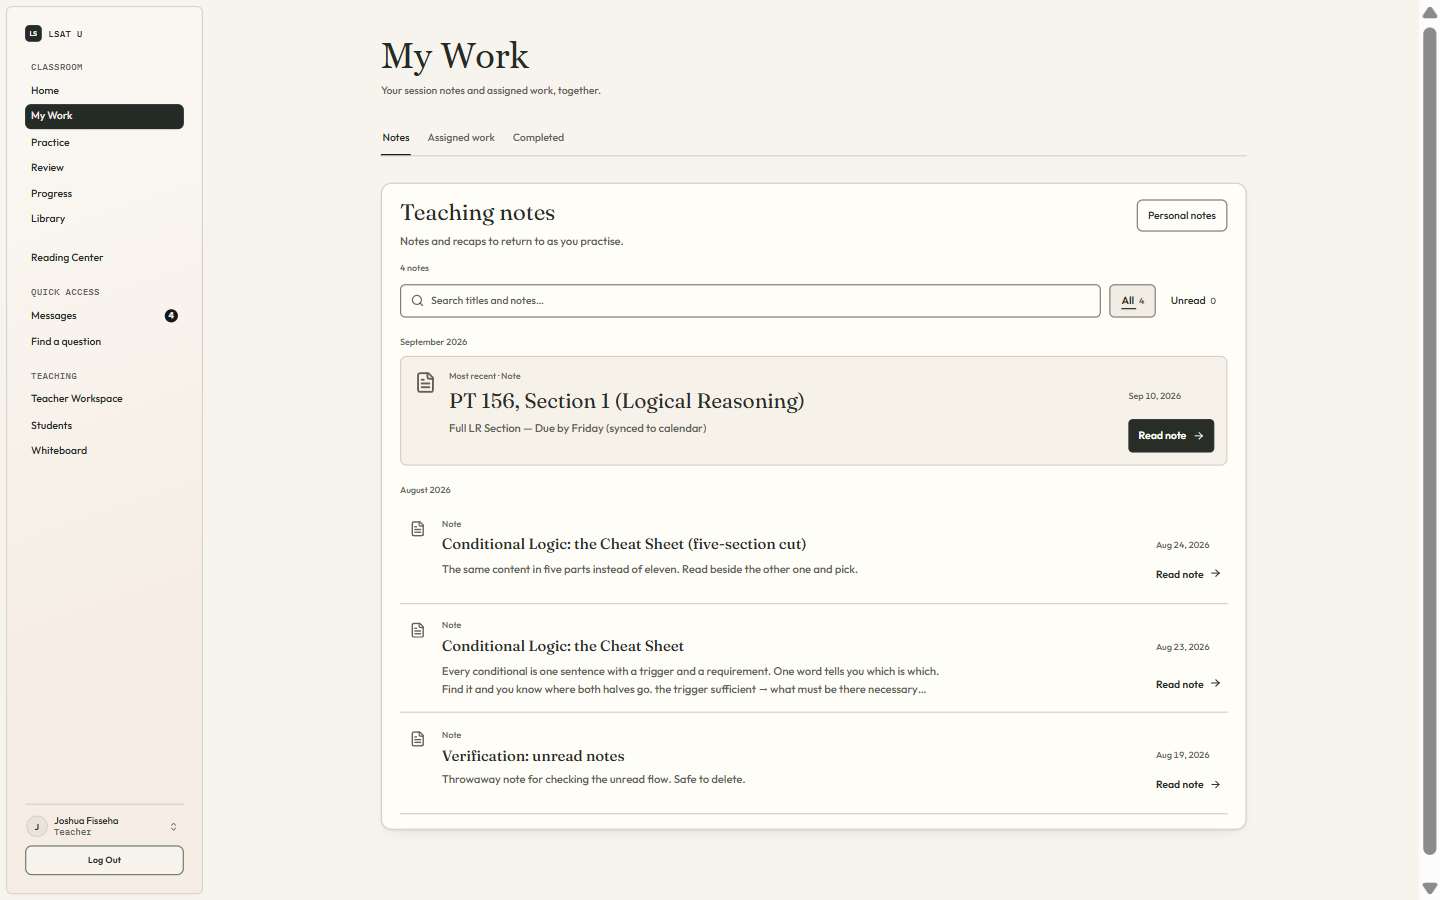 LS LSAT U
CLASSROOM
Home
My Work
Practice
Review
Progress
Library
Reading Center
QUICK ACCESS
Messages 4
Find a question
TEACHING
Teacher Workspace
Students
Whiteboard
J
Joshua Fisseha
Teacher
Log Out
My Work
Your session notes and assigned work, together.
Notes Assigned work Completed
Teaching notes
Personal notes
Notes and recaps to return to as you practise.
4 notes
Search titles and notes...
All 4 Unread 0
September 2026
Most recent · Note
PT 156, Section 1 (Logical Reasoning)
Sep 10, 2026
Full LR Section — Due by Friday (synced to calendar)
Read note →
August 2026
Note
Conditional Logic: the Cheat Sheet (five-section cut)
Aug 24, 2026
The same content in five parts instead of eleven. Read beside the other one and pick.
Read note →
Note
Conditional Logic: the Cheat Sheet
Aug 23, 2026
Every conditional is one sentence with a trigger and a requirement. One word tells you which is which.
Find it and you know where both halves go. the trigger sufficient → what must be there necessary...
Read note →
Note
Verification: unread notes
Aug 19, 2026
Throwaway note for checking the unread flow. Safe to delete.
Read note →